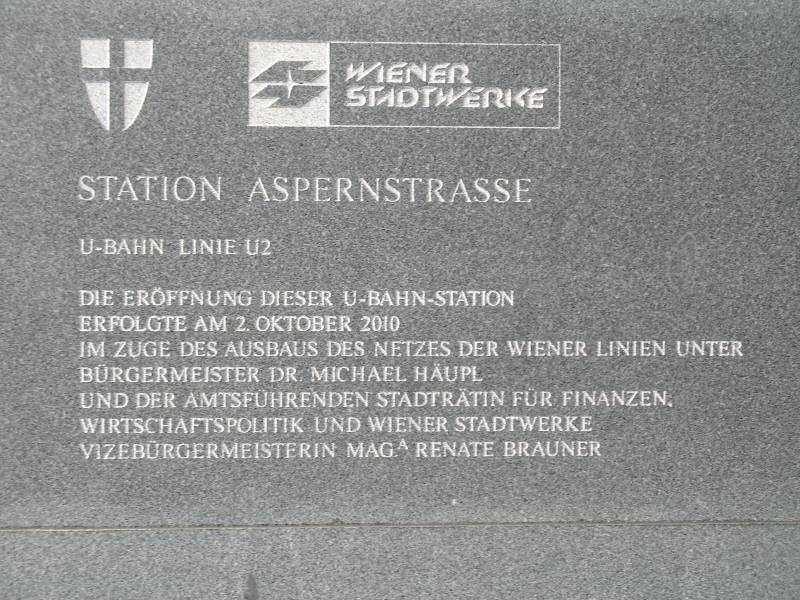 WIENER
STADTWERKE
STATION ASPERNSTRASSE
U-BAHN LINIE U2
DIE ERÖFFNUNG DIESER U-BAHN-STATION
ERFOLGTE AM 2. OKTOBER 2010
IM ZUGE DES AUSBAUS DES NETZES DER WIENER LINIEN UNTER
BÜRGERMEISTER DR. MICHAEL HÄUPL
UND DER AMTSFÜHRENDEN STADTRÄTIN FÜR FINANZEN,
WIRTSCHAFTSPOLITIK UND WIENER STADTWERKE
VIZEBÜRGERMEISTERIN MAG.A RENATE BRAUNER